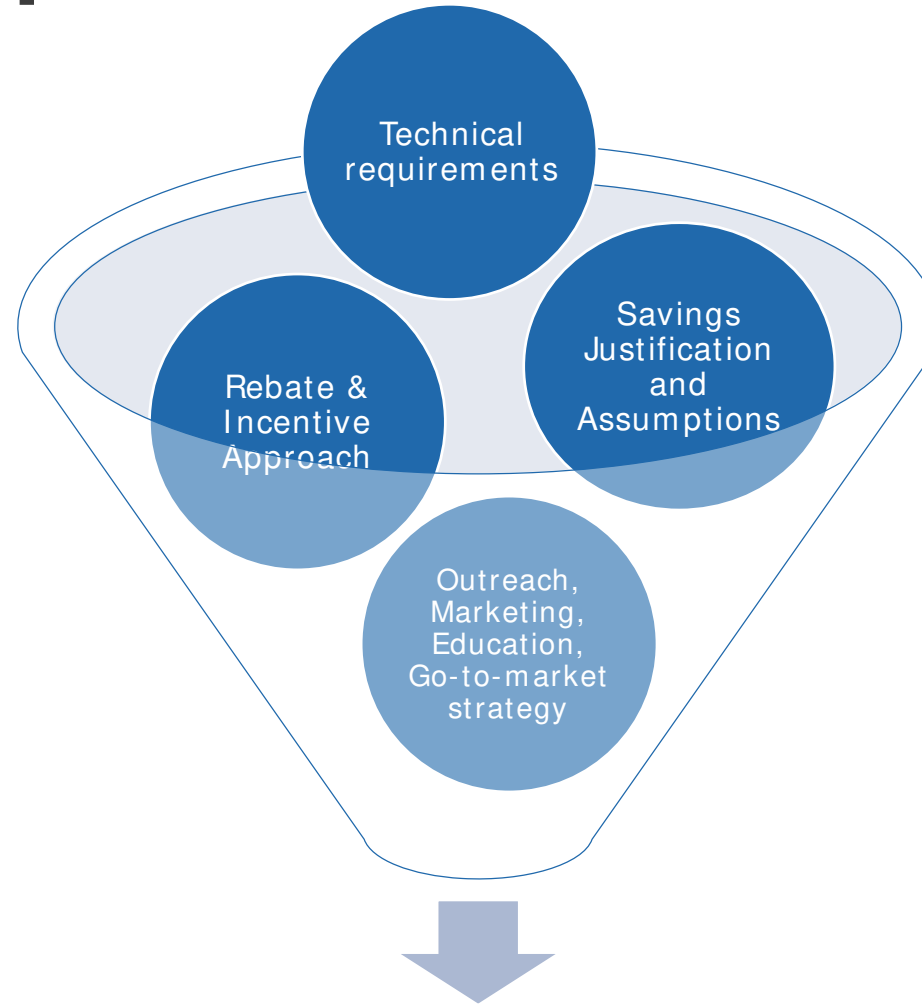 Technical
requirements
Savings
Justification
and
Assumptions
Rebate &
Incentive
Approach
Outreach,
Marketing,
Education,
Go-to-market
strategy